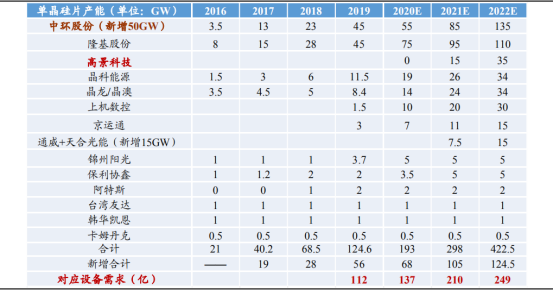 单晶硅片产能（单位：GW） 2016 2017 2018 2019 2020E 2021E 2022E
中环股份（新增50GW） 3.5 13 23 45 55 85 135
隆基股份 8 15 28 45 75 95 110
高景科技 0 15 35
晶科能源 1.5 3 6 11.5 19 26 34
晶龙/晶澳 3.5 4.5 5 8.4 14 24 34
上机数控 1.5 10 20 30
京运通 3 7 11 15
通威+天合光能（新增15GW） 7.5 15
锦州阳光 1 1 1 3.7 5 5 5
保利协鑫 1 1.2 2 2 3.5 5 5
阿特斯 0 0 1 2 2 2 2
台湾友达 1 1 1 1 1 1 1
韩华凯恩 1 1 1 1 1 1 1
卡姆丹克 0.5 0.5 0.5 0.5 0.5 0.5 0.5
合计 21 40.2 68.5 124.6 193 298 422.5
新增合计 —— 19 28 56 68 105 124.5
对应设备需求（亿） 112 137 210 249